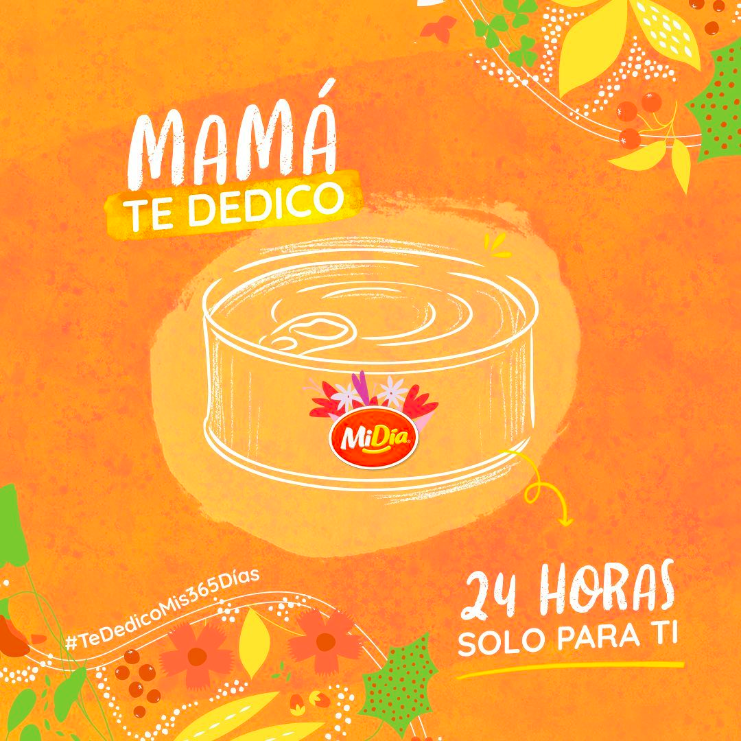 MAMÁ
TE DEDICO
MiDía
24 HORAS
SOLO PARA TI
#TeDedicoMis365Días